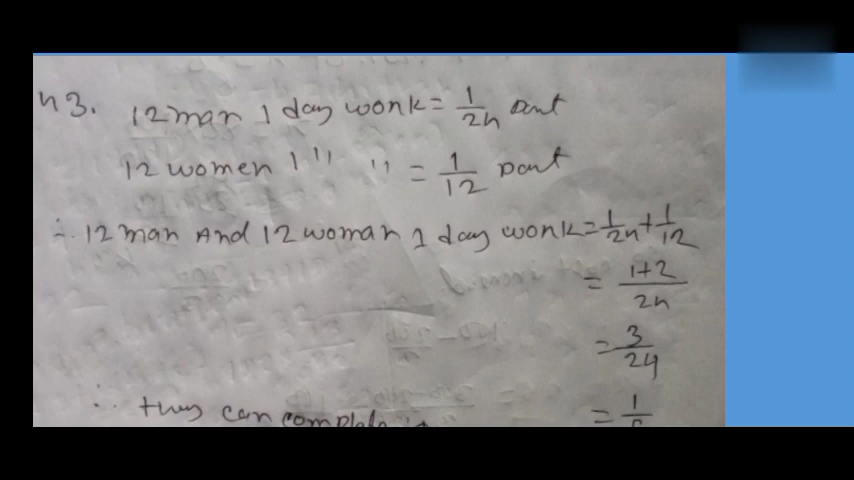 43. 12 man 1 day work = 1/24 Part
12 women 1 " " = 1/12 Part
∴ 12 man And 12 woman 1 day work = 1/24 + 1/12
= 1+2/24
= 3/24
∴ they can complete
= 1/